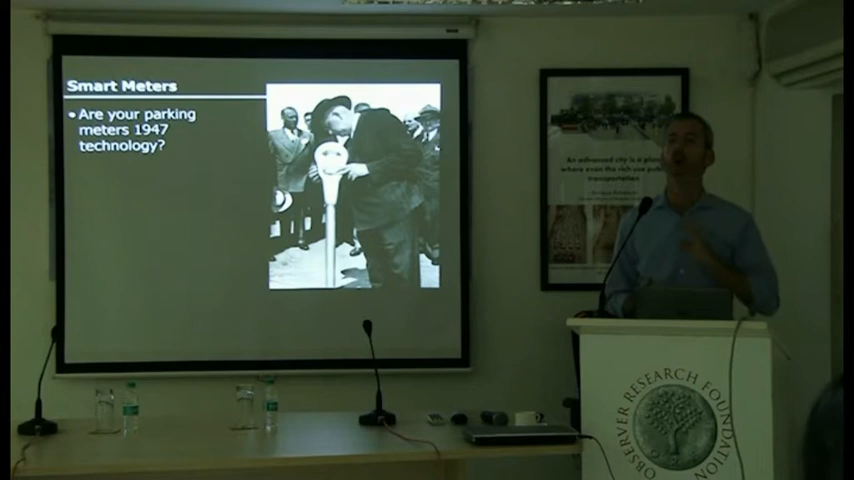 Smart Meters
• Are your parking
meters 1947
technology?
An advanced city is a place
where even the rich use public
transportation
OBSERVER RESEARCH FOUNDATION